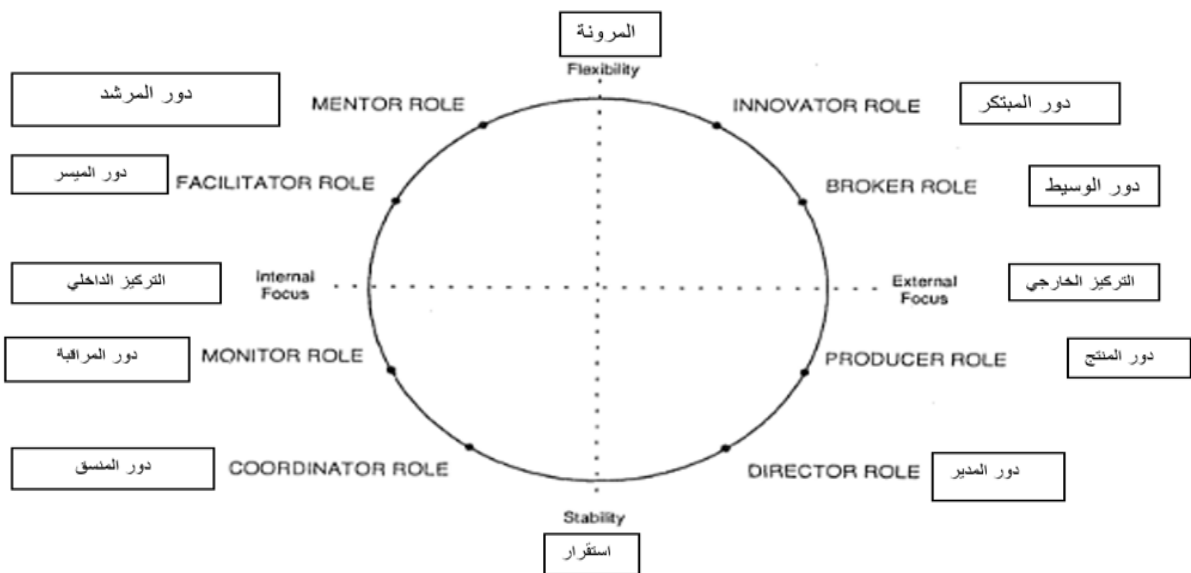 المرونة
Flexibility
دور المرشد
MENTOR ROLE
INNOVATOR ROLE
دور المبتكر
دور الميسر
FACILITATOR ROLE
BROKER ROLE
دور الوسيط
التركيز الداخلي
Internal
Focus
External
Focus
التركيز الخارجي
دور المراقبة
MONITOR ROLE
PRODUCER ROLE
دور المنتج
دور المنسق
COORDINATOR ROLE
DIRECTOR ROLE
دور المدير
Stability
استقرار